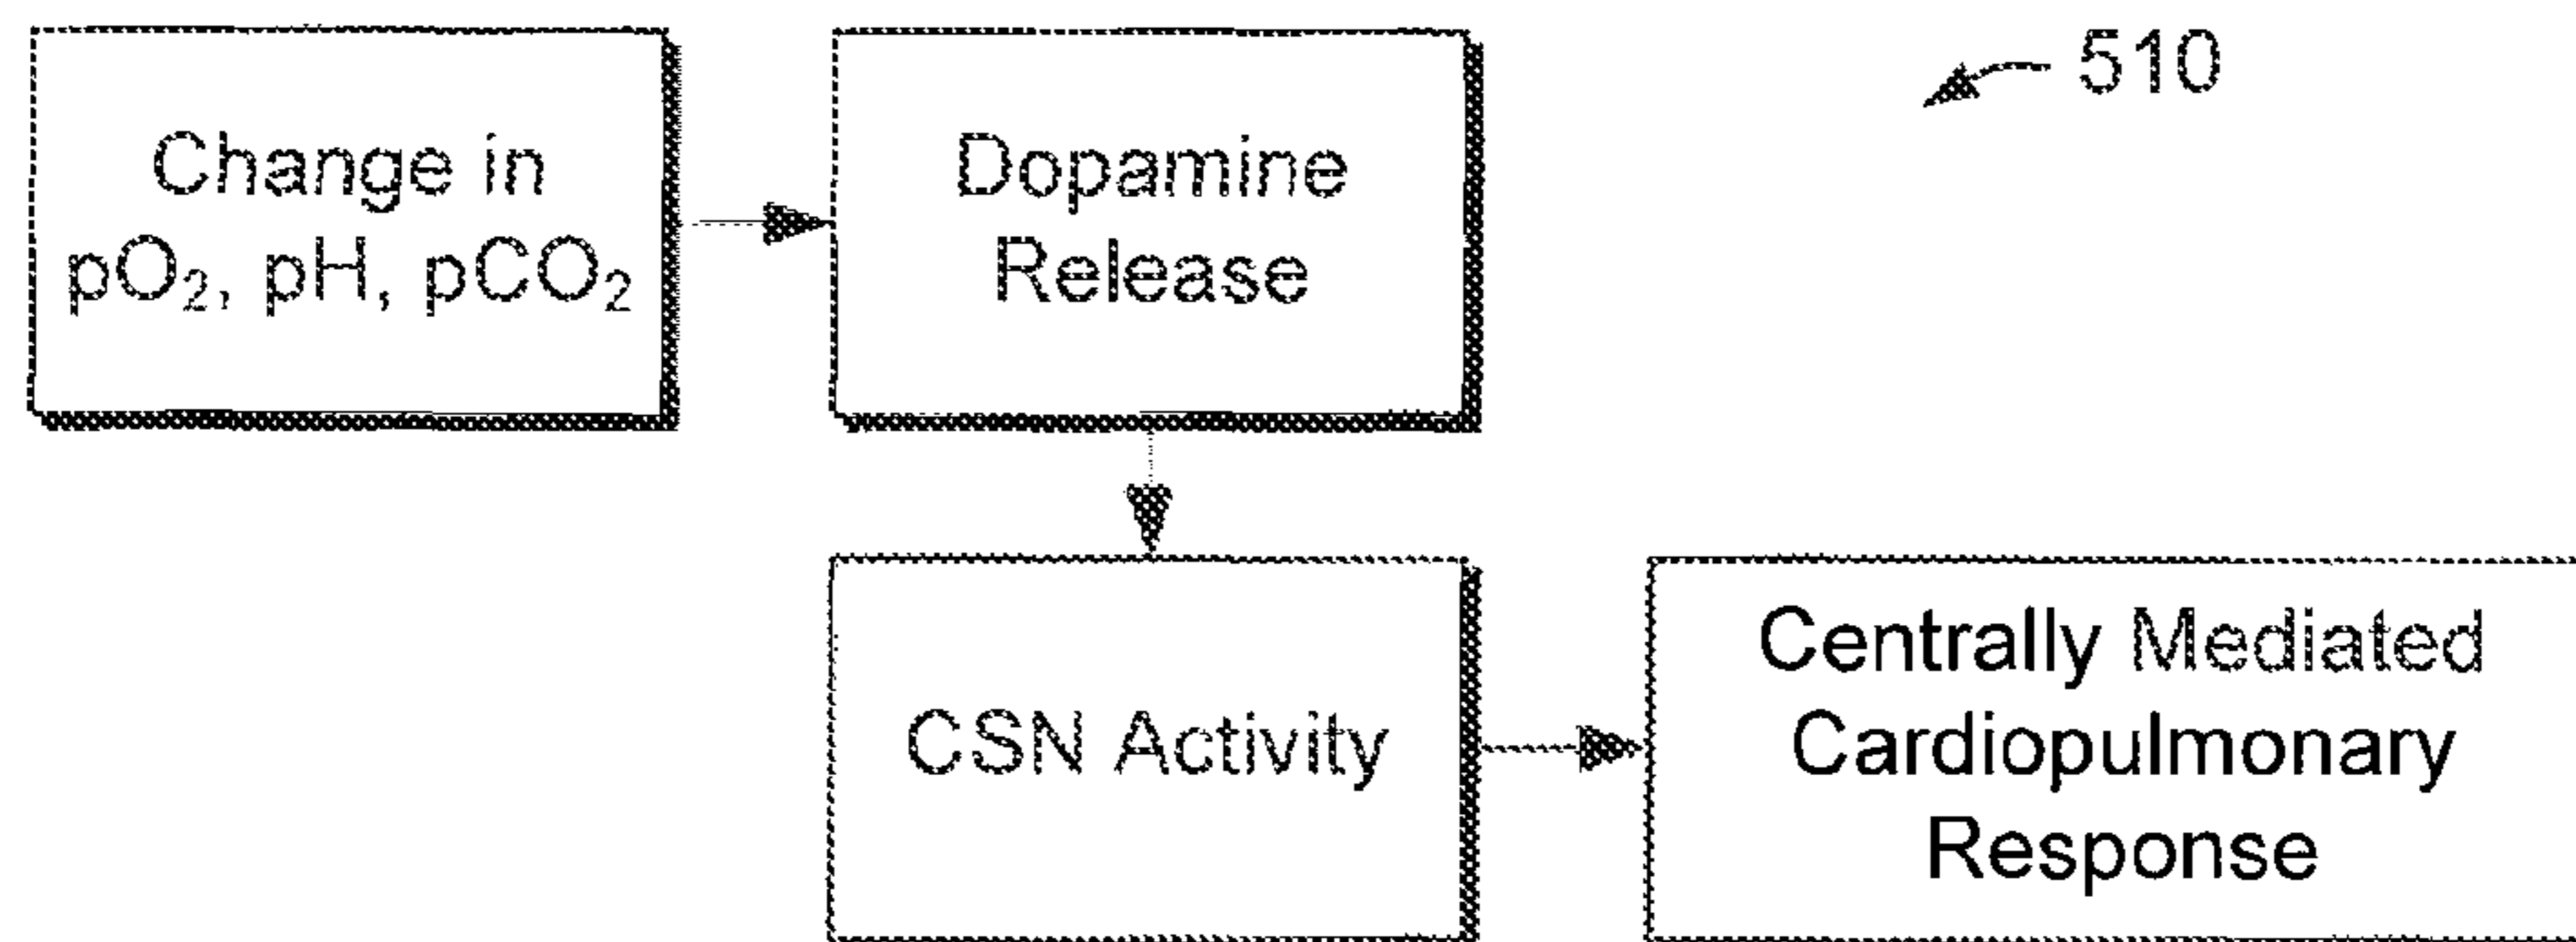 Change in
pO₂, pH, pCO₂
Dopamine
Release
510
CSN Activity
Centrally Mediated
Cardiopulmonary
Response